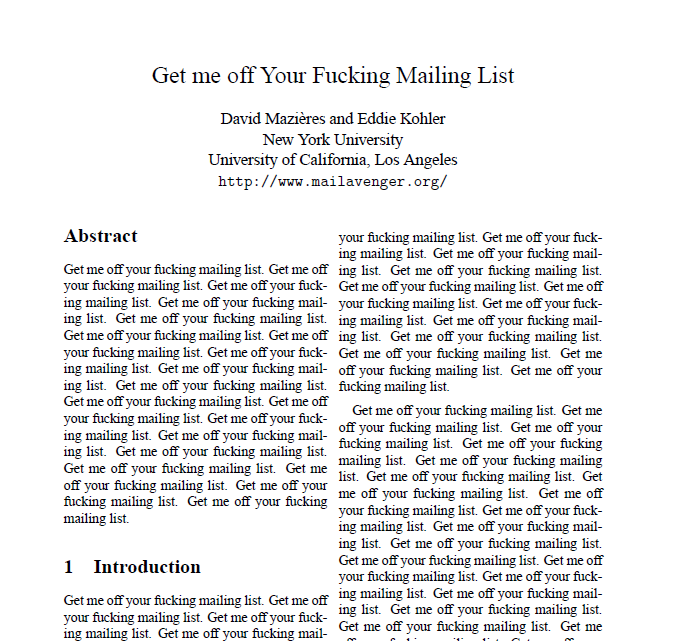 Get me off Your Fucking Mailing List
David Mazières and Eddie Kohler
New York University
University of California, Los Angeles
http://www.mailavenger.org/
Abstract
Get me off your fucking mailing list. Get me off
your fucking mailing list. Get me off your fuck-
ing mailing list. Get me off your fucking mail-
ing list. Get me off your fucking mailing list.
Get me off your fucking mailing list. Get me off
your fucking mailing list. Get me off your fuck-
ing mailing list. Get me off your fucking mail-
ing list. Get me off your fucking mailing list.
Get me off your fucking mailing list. Get me off
your fucking mailing list. Get me off your fuck-
ing mailing list. Get me off your fucking mail-
ing list. Get me off your fucking mailing list.
Get me off your fucking mailing list. Get me
off your fucking mailing list. Get me off your
fucking mailing list. Get me off your fucking
mailing list.
1 Introduction
Get me off your fucking mailing list. Get me off
your fucking mailing list. Get me off your fuck-
ing mailing list. Get me off your fucking mail-
your fucking mailing list. Get me off your fuck-
ing mailing list. Get me off your fucking mail-
ing list. Get me off your fucking mailing list.
Get me off your fucking mailing list. Get me off
your fucking mailing list. Get me off your fuck-
ing mailing list. Get me off your fucking mail-
ing list. Get me off your fucking mailing list.
Get me off your fucking mailing list. Get me
off your fucking mailing list. Get me off your
fucking mailing list.
Get me off your fucking mailing list. Get me
off your fucking mailing list. Get me off your
fucking mailing list. Get me off your fucking
mailing list. Get me off your fucking mailing
list. Get me off your fucking mailing list. Get
me off your fucking mailing list. Get me off
your fucking mailing list. Get me off your fuck-
ing mailing list. Get me off your fucking mail-
ing list. Get me off your fucking mailing list.
Get me off your fucking mailing list. Get me off
your fucking mailing list. Get me off your fuck-
ing mailing list. Get me off your fucking mail-
ing list. Get me off your fucking mailing list.
Get me off your fucking mailing list. Get me